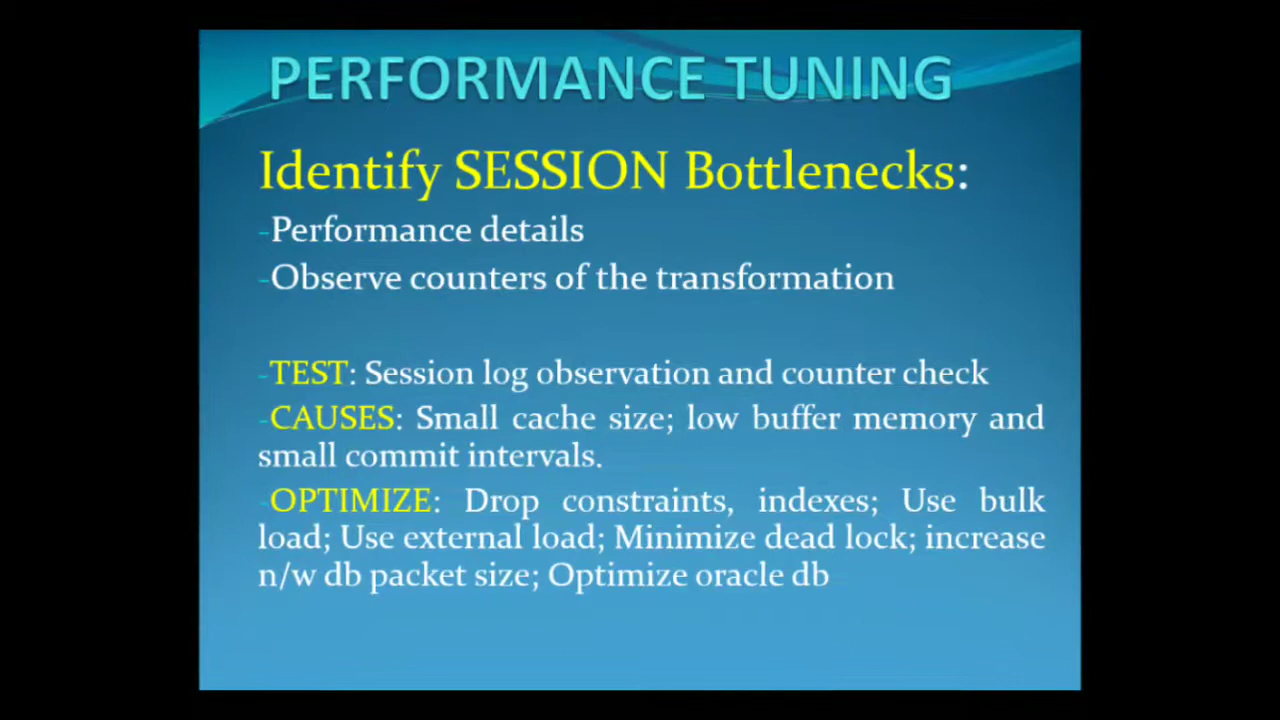 PERFORMANCE TUNING
Identify SESSION Bottlenecks:
-Performance details
-Observe counters of the transformation
-TEST: Session log observation and counter check
-CAUSES: Small cache size; low buffer memory and
small commit intervals.
-OPTIMIZE: Drop constraints, indexes; Use bulk
load; Use external load; Minimize dead lock; increase
n/w db packet size; Optimize oracle db